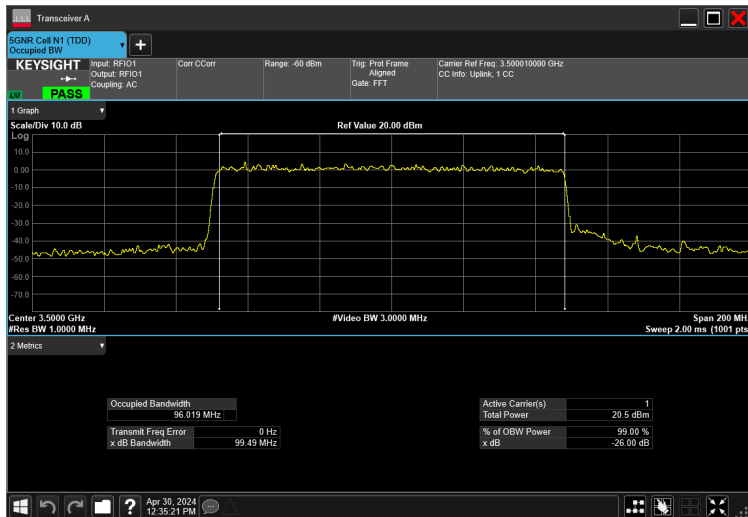 Transceiver A
5GNR Cell N1 (TDD)
Occupied BW
KEYSIGHT
LXI
PASS
Input: RFIO1
Output: RFIO1
Coupling: AC
Corr CCorr
Range: -60 dBm
Trig: Prot Frame
Aligned
Gate: FFT
Carrier Ref Freq: 3.500010000 GHz
CC Info: Uplink, 1 CC
1 Graph
Scale/Div 10.0 dB
Ref Value 20.00 dBm
Log
10.0
0.00
-10.0
-20.0
-30.0
-40.0
-50.0
-60.0
-70.0
Center 3.5000 GHz
#Video BW 3.0000 MHz
Span 200 MH
#Res BW 1.0000 MHz
Sweep 2.00 ms (1001 pts
2 Metrics
Occupied Bandwidth
96.019 MHz
Transmit Freq Error 0 Hz
x dB Bandwidth 99.49 MHz
Active Carrier(s) 1
Total Power 20.5 dBm
% of OBW Power 99.00 %
x dB -26.00 dB
Apr 30, 2024
12:35:21 PM